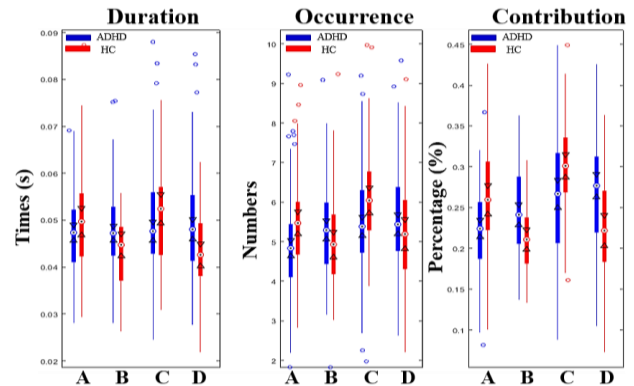 Duration
Occurrence
Contribution
ADHD
HC
ADHD
HC
ADHD
HC
Times (s)
0.09
0.08
0.07
0.06
0.05
0.04
0.03
0.02
Numbers
10
9
8
7
6
5
4
3
2
Percentage (%)
0.45
0.4
0.35
0.3
0.25
0.2
0.15
0.1
A B C D
A B C D
A B C D